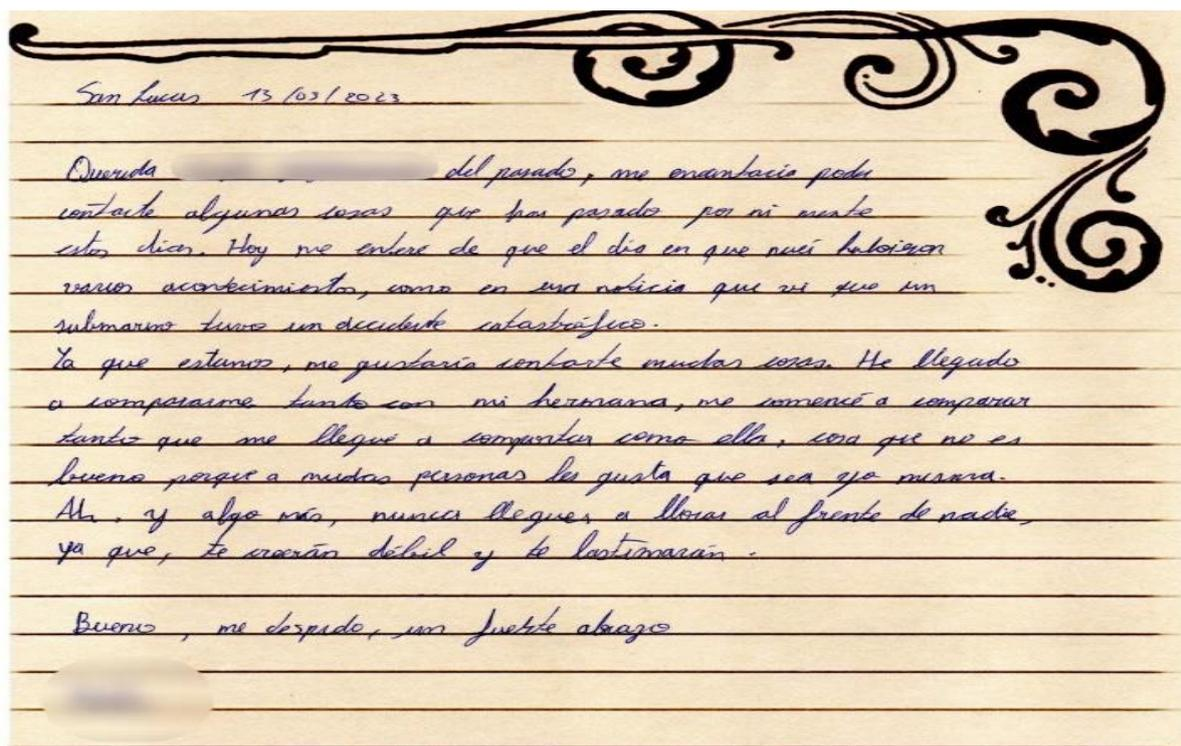 San Lucas 13/03/2023
Querida del pasado, me encantacia poder
contarte algunas cosas que han pasado por mi mente
estos dias. Hoy me entere de que el dia en que nací hubieron
varios acontecimientos, como en una noticia que vi que un
submarino tuvo un accidente catastráfico.
Ya que estamos, me gustaría contarte muchas cosas. He llegado
a compararme tanto con mi hermana, me comencé a comparar
tanto que me llegué a comportar como ella, cosa que no es
bueno porque a muchas personas les gusta que sea yo misma.
Ah, y algo más, nunca llegues a llorar al frente de nadie,
ya que, te creerán débil y te lastimarán.
Bueno, me despido, un fuerte abrazo